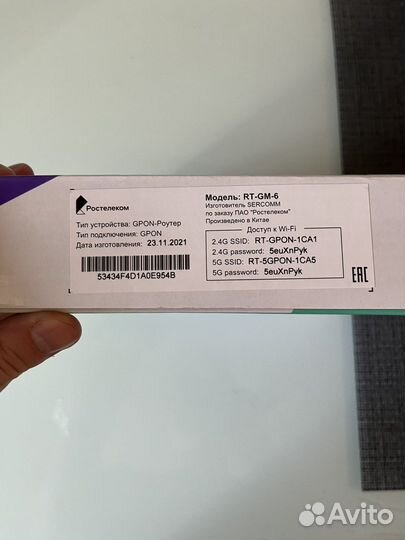 Ростелеком
Тип устройства: GPON-Роутер
Тип подключения: GPON
Дата изготовления: 23.11.2021
53434F4D1A0E954B
Модель: RT-GM-6
Изготовитель SERCOMM
по заказу ПАО "Ростелеком"
Произведено в Китае
Доступ к Wi-Fi
2.4G SSID: RT-GPON-1CA1
2.4G password: 5euXnPyk
5G SSID: RT-5GPON-1CA5
5G password: 5euXnPyk
EAC
Avito